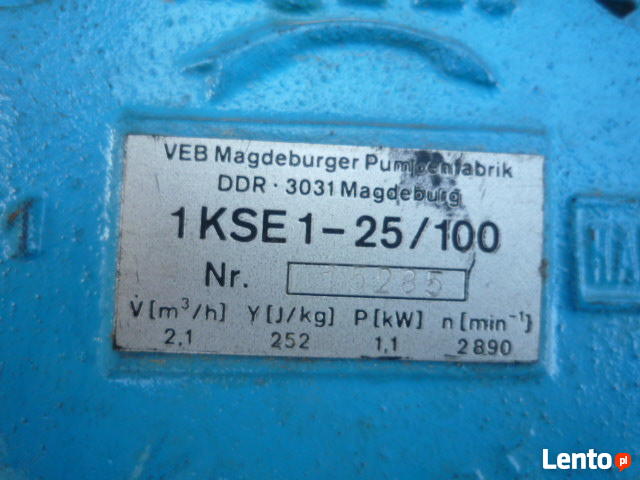 VEB Magdeburger Pumpenfabrik
DDR · 3031 Magdeburg
1 KSE 1-25/100
Nr.
V̇ [m³/h] Y [J/kg] P [kW] n [min⁻¹]
2,1 252 1,1 2890
1
Lento.pl